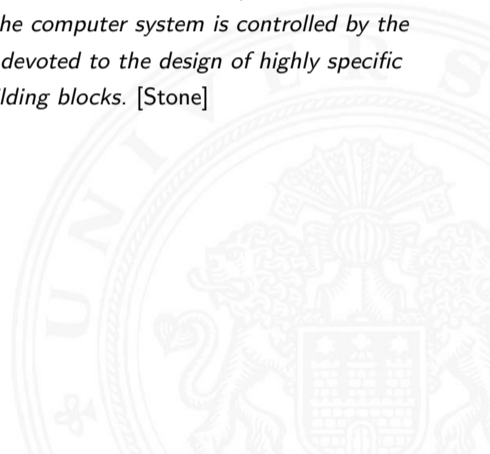 he computer system is controlled by the
devoted to the design of highly specific
lding blocks. [Stone]
U N I V E R S